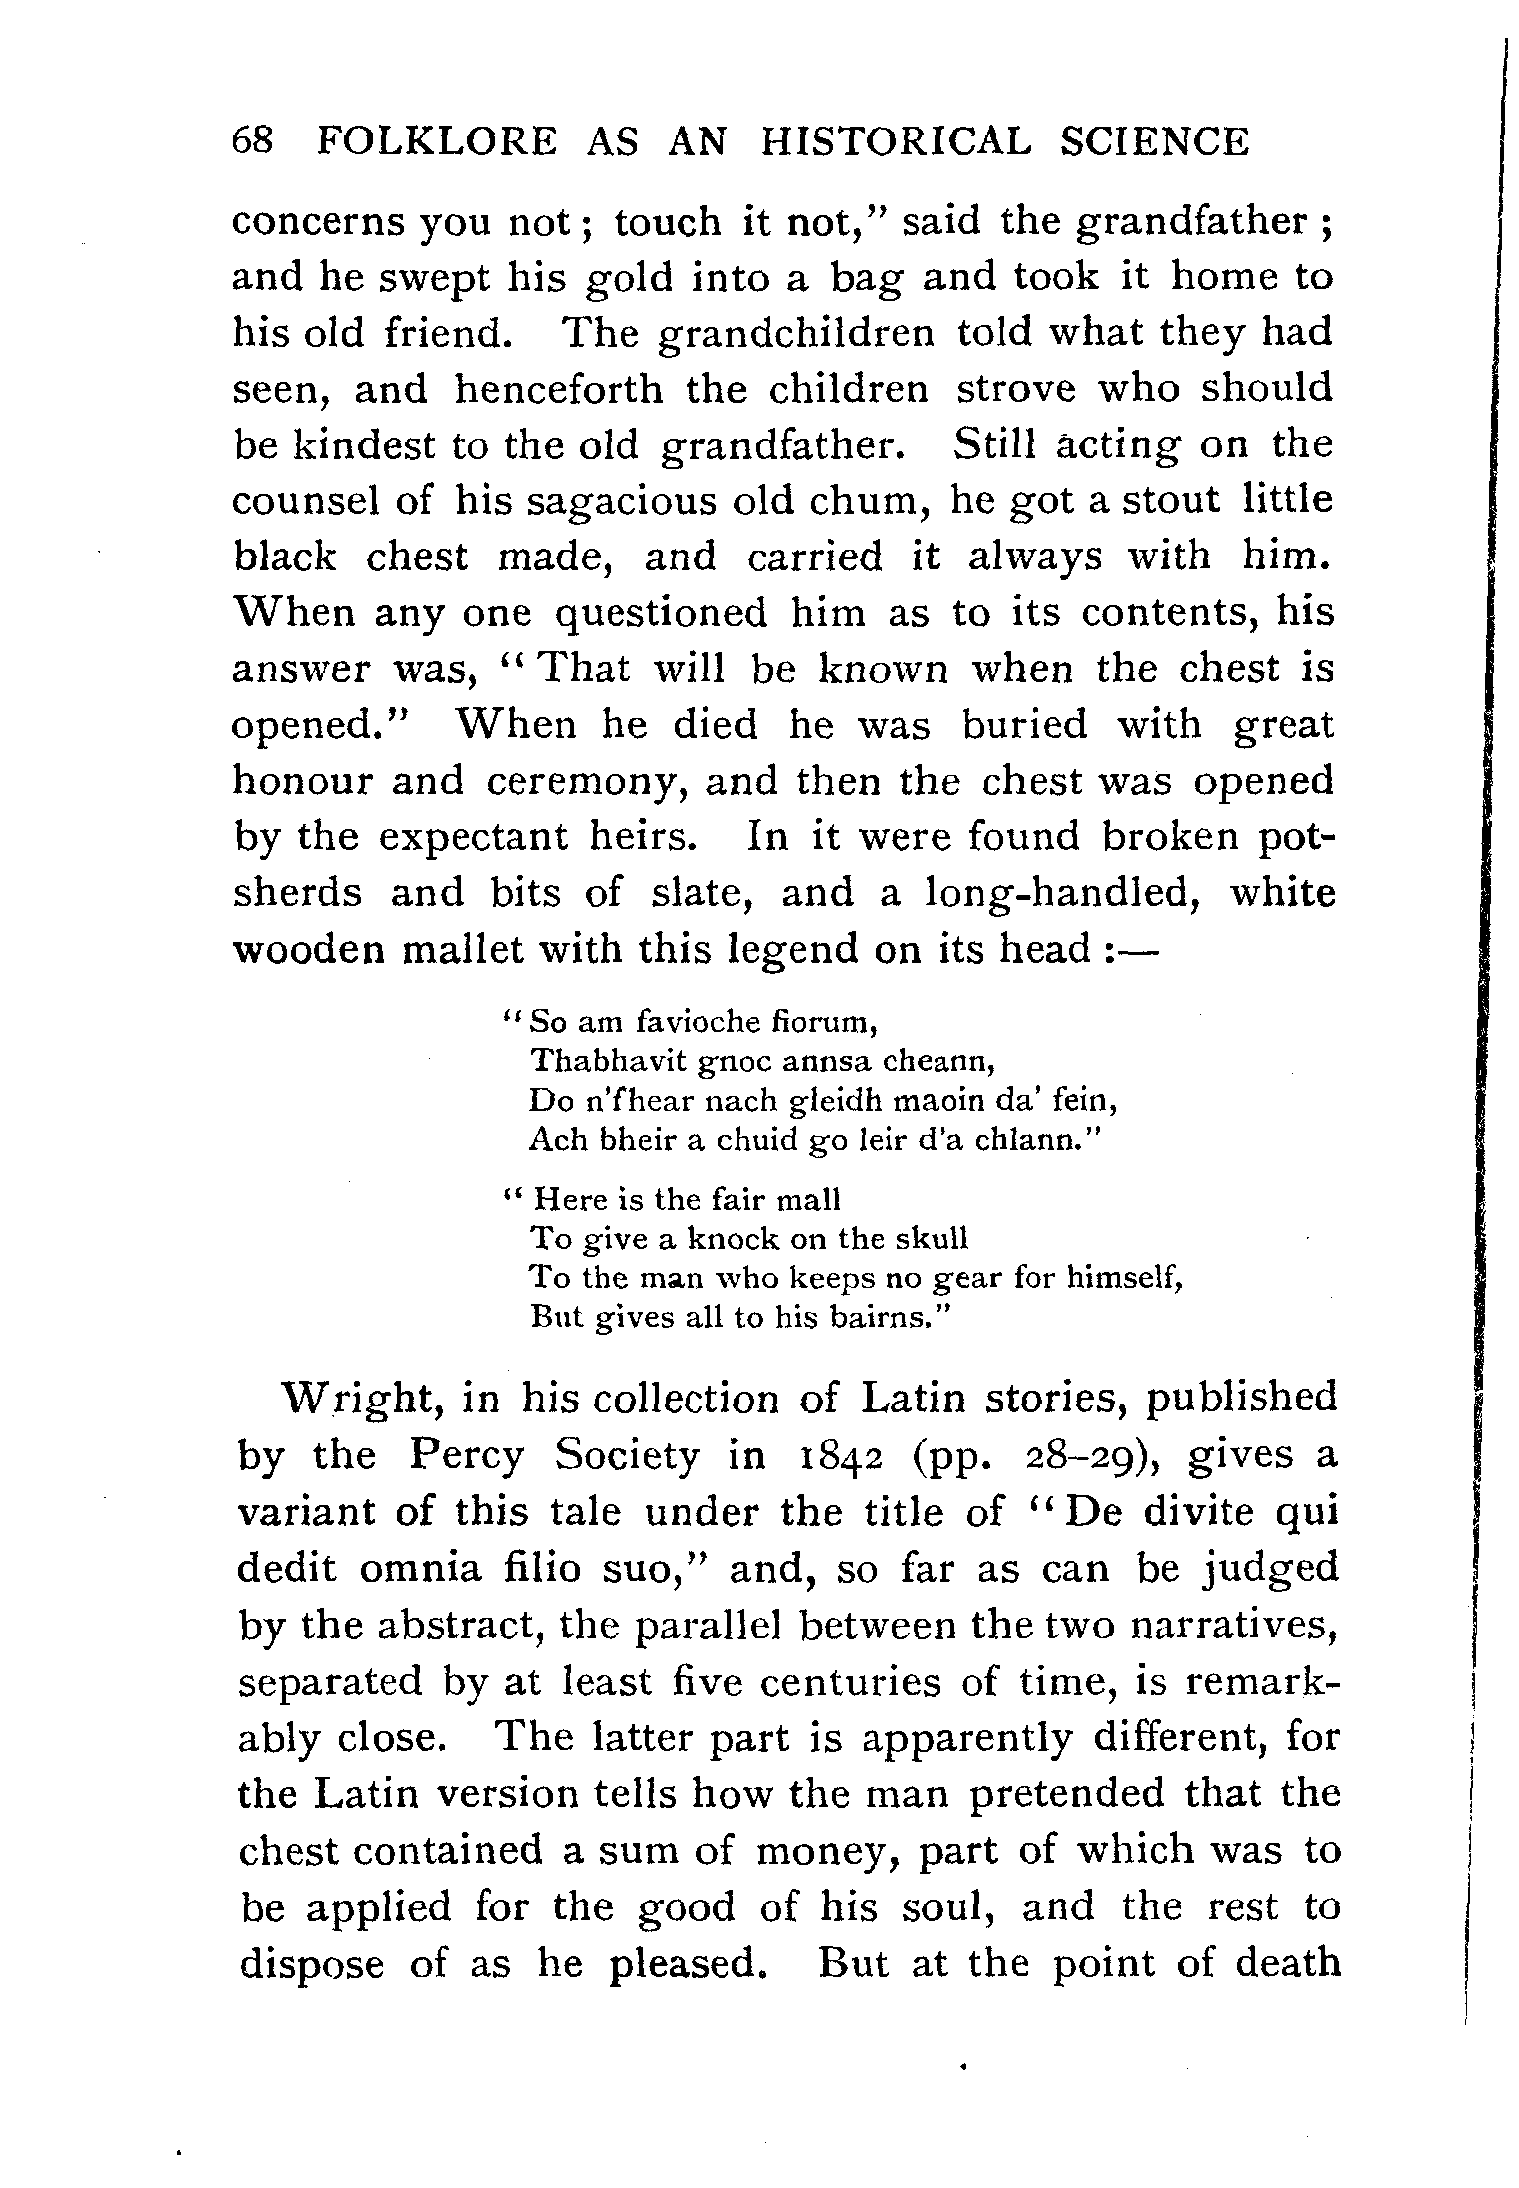 68 FOLKLORE AS AN HISTORICAL SCIENCE
concerns you not; touch it not,” said the grandfather;
and he swept his gold into a bag and took it home to
his old friend. The grandchildren told what they had
seen, and henceforth the children strove who should
be kindest to the old grandfather. Still acting on the
counsel of his sagacious old chum, he got a stout little
black chest made, and carried it always with him.
When any one questioned him as to its contents, his
answer was, “That will be known when the chest is
opened.” When he died he was buried with great
honour and ceremony, and then the chest was opened
by the expectant heirs. In it were found broken pot-
sherds and bits of slate, and a long-handled, white
wooden mallet with this legend on its head :—
“So am favioche fiorum,
Thabhavit gnoc annsa cheann,
Do n’fhear nach gleidh maoin da’ fein,
Ach bheir a chuid go leir d’a chlann.”
“Here is the fair mall
To give a knock on the skull
To the man who keeps no gear for himself,
But gives all to his bairns.”
Wright, in his collection of Latin stories, published
by the Percy Society in 1842 (pp. 28–29), gives a
variant of this tale under the title of “De divite qui
dedit omnia filio suo,” and, so far as can be judged
by the abstract, the parallel between the two narratives,
separated by at least five centuries of time, is remark-
ably close. The latter part is apparently different, for
the Latin version tells how the man pretended that the
chest contained a sum of money, part of which was to
be applied for the good of his soul, and the rest to
dispose of as he pleased. But at the point of death